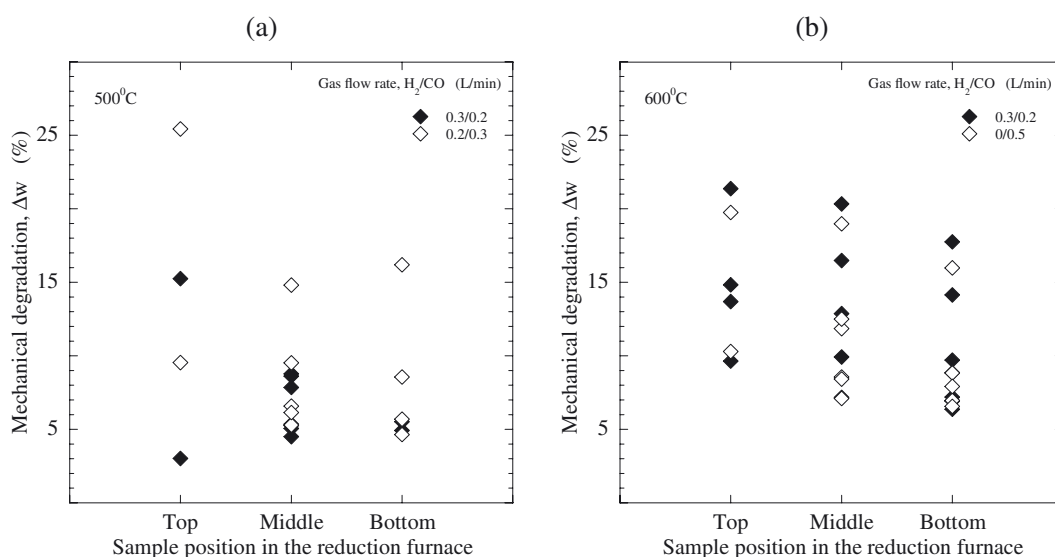 (a)
Gas flow rate, H₂/CO (L/min)
500⁰C
0.3/0.2
0.2/0.3
25
15
5
Mechanical degradation, Δw (%)
Top Middle Bottom
Sample position in the reduction furnace
(b)
Gas flow rate, H₂/CO (L/min)
600⁰C
0.3/0.2
0/0.5
25
15
5
Mechanical degradation, Δw (%)
Top Middle Bottom
Sample position in the reduction furnace